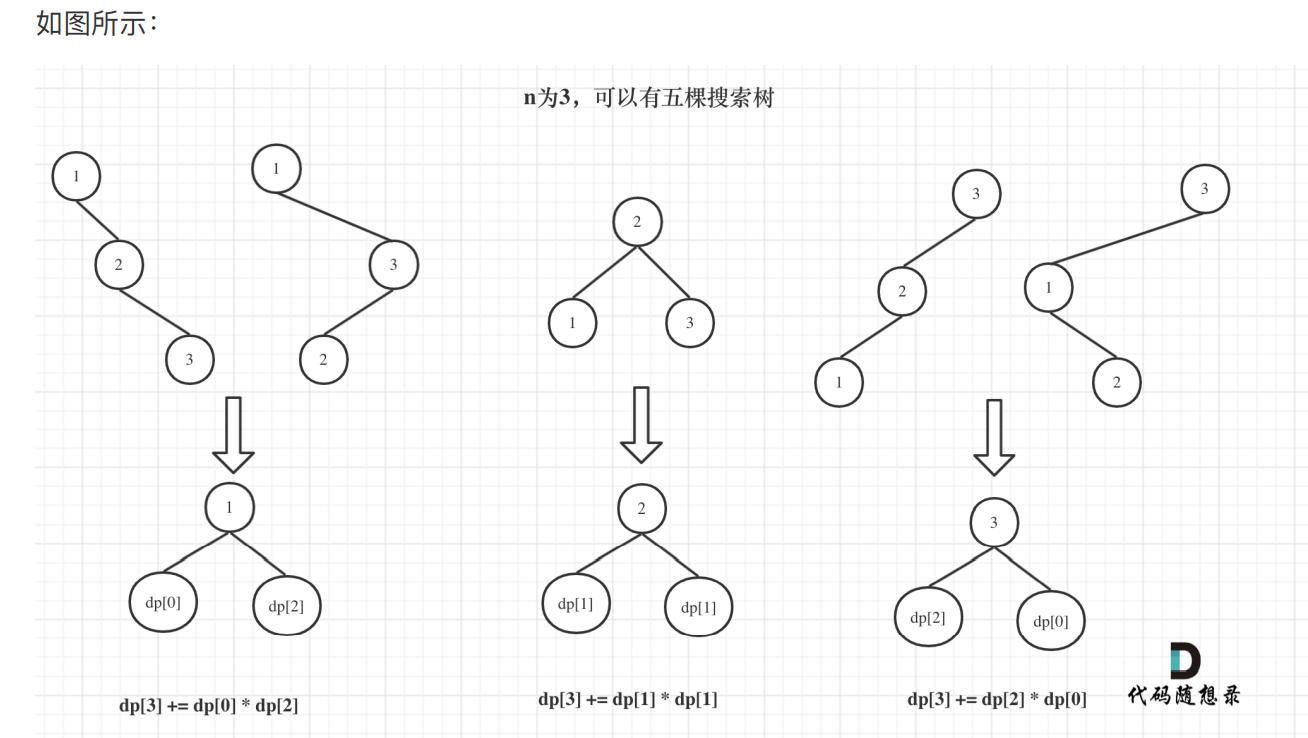 如图所示：
n为3，可以有五棵搜索树
1
1
2
3
3
2
2
1
3
3
2
1
3
1
2
1
dp[0]
dp[2]
2
dp[1]
dp[1]
3
dp[2]
dp[0]
dp[3] += dp[0] * dp[2]
dp[3] += dp[1] * dp[1]
dp[3] += dp[2] * dp[0]
代码随想录